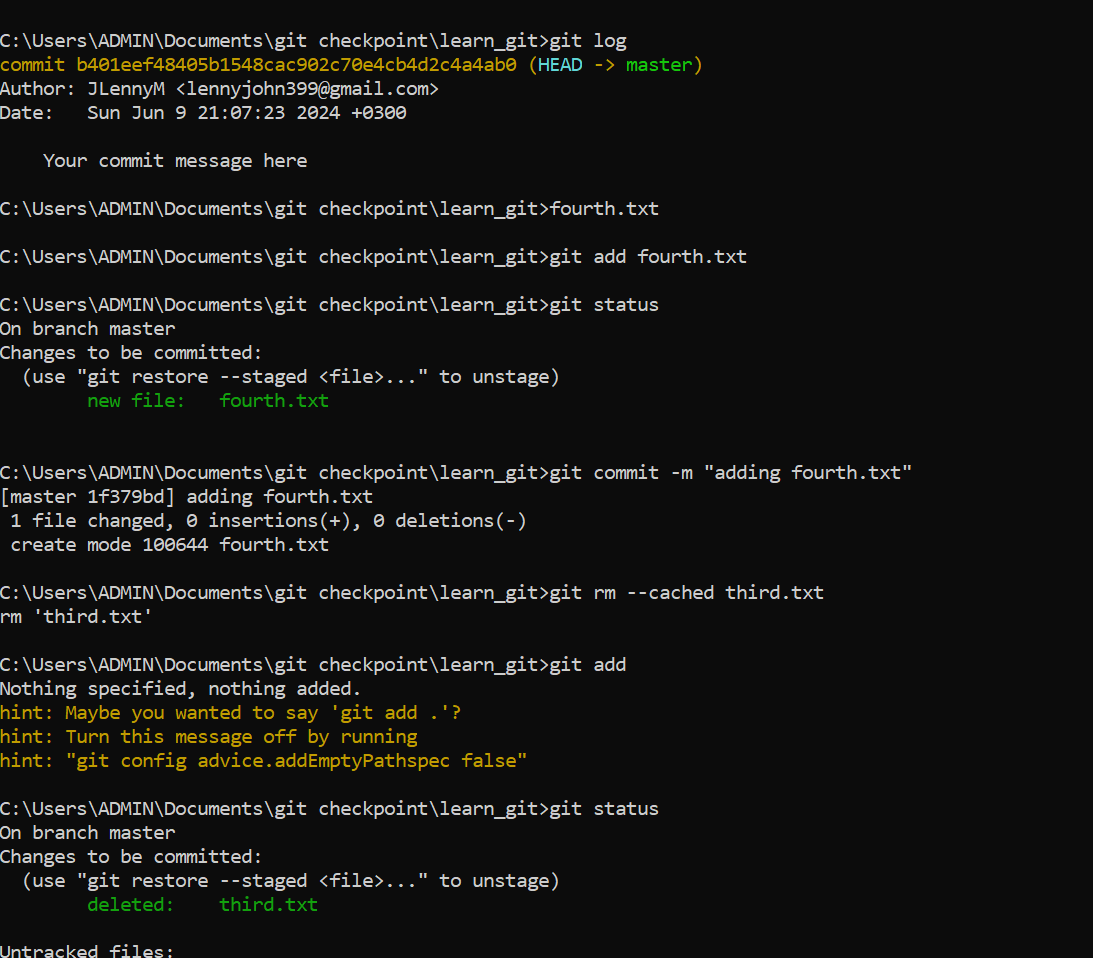 C:\Users\ADMIN\Documents\git checkpoint\learn_git>git log
commit b401eef48405b1548cac902c70e4cb4d2c4a4ab0 (HEAD -> master)
Author: JLennyM <lennyjohn399@gmail.com>
Date:   Sun Jun 9 21:07:23 2024 +0300
    Your commit message here
C:\Users\ADMIN\Documents\git checkpoint\learn_git>fourth.txt
C:\Users\ADMIN\Documents\git checkpoint\learn_git>git add fourth.txt
C:\Users\ADMIN\Documents\git checkpoint\learn_git>git status
On branch master
Changes to be committed:
  (use "git restore --staged <file>..." to unstage)
        new file:   fourth.txt
C:\Users\ADMIN\Documents\git checkpoint\learn_git>git commit -m "adding fourth.txt"
[master 1f379bd] adding fourth.txt
 1 file changed, 0 insertions(+), 0 deletions(-)
 create mode 100644 fourth.txt
C:\Users\ADMIN\Documents\git checkpoint\learn_git>git rm --cached third.txt
rm 'third.txt'
C:\Users\ADMIN\Documents\git checkpoint\learn_git>git add
Nothing specified, nothing added.
hint: Maybe you wanted to say 'git add .'?
hint: Turn this message off by running
hint: "git config advice.addEmptyPathspec false"
C:\Users\ADMIN\Documents\git checkpoint\learn_git>git status
On branch master
Changes to be committed:
  (use "git restore --staged <file>..." to unstage)
        deleted:    third.txt
Untracked files: